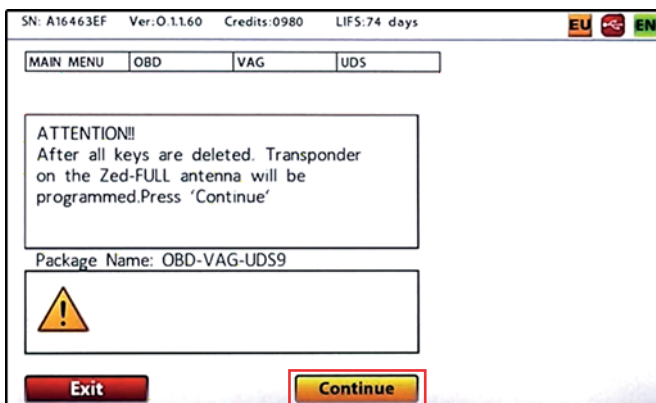 SN: A16463EF Ver:O.1.1.60 Credits:0980 LIFS:74 days EU EN
MAIN MENU OBD VAG UDS
ATTENTION!!
After all keys are deleted. Transponder
on the Zed-FULL antenna will be
programmed.Press 'Continue'
Package Name: OBD-VAG-UDS9
Exit Continue